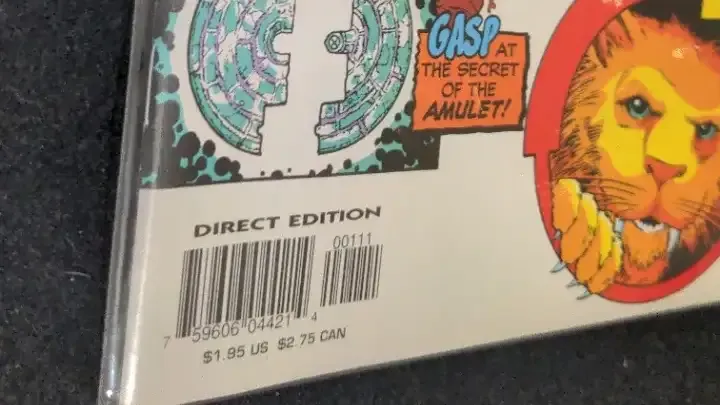 GASP AT
THE SECRET
OF THE
AMULET!
DIRECT EDITION
00111
7 59606 04421 4
$1.95 US $2.75 CAN